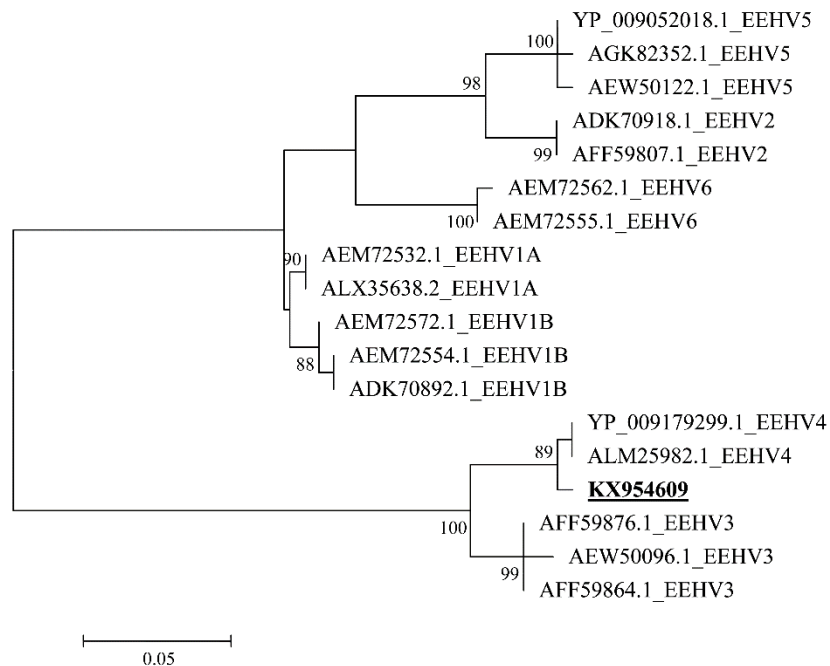 YP_009052018.1_EEHV5
100
AGK82352.1_EEHV5
AEW50122.1_EEHV5
98
ADK70918.1_EEHV2
99
AFF59807.1_EEHV2
AEM72562.1_EEHV6
100
AEM72555.1_EEHV6
90
AEM72532.1_EEHV1A
ALX35638.2_EEHV1A
AEM72572.1_EEHV1B
88
AEM72554.1_EEHV1B
ADK70892.1_EEHV1B
YP_009179299.1_EEHV4
89
ALM25982.1_EEHV4
KX954609
100
AFF59876.1_EEHV3
AEW50096.1_EEHV3
99
AFF59864.1_EEHV3
0.05